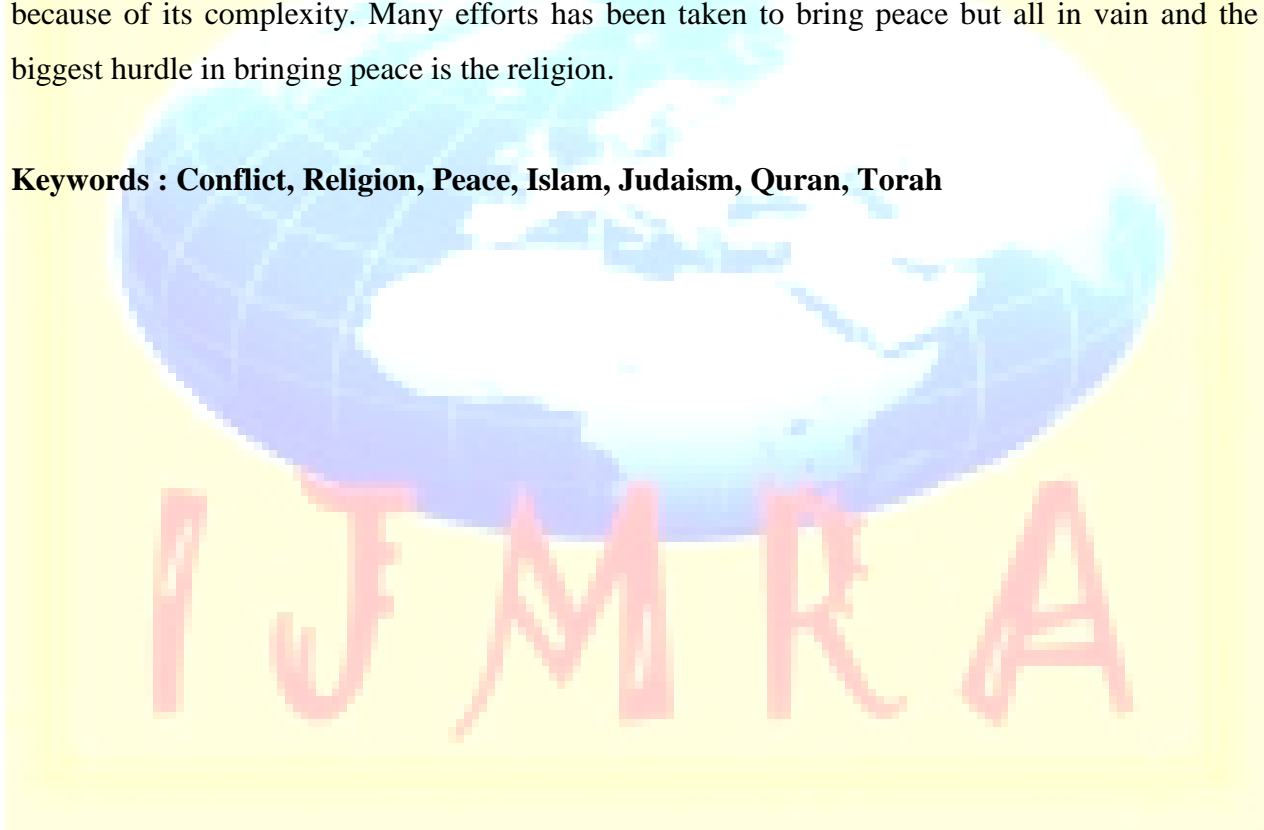 because of its complexity. Many efforts has been taken to bring peace but all in vain and the
biggest hurdle in bringing peace is the religion.
Keywords : Conflict, Religion, Peace, Islam, Judaism, Quran, Torah
IJMRA